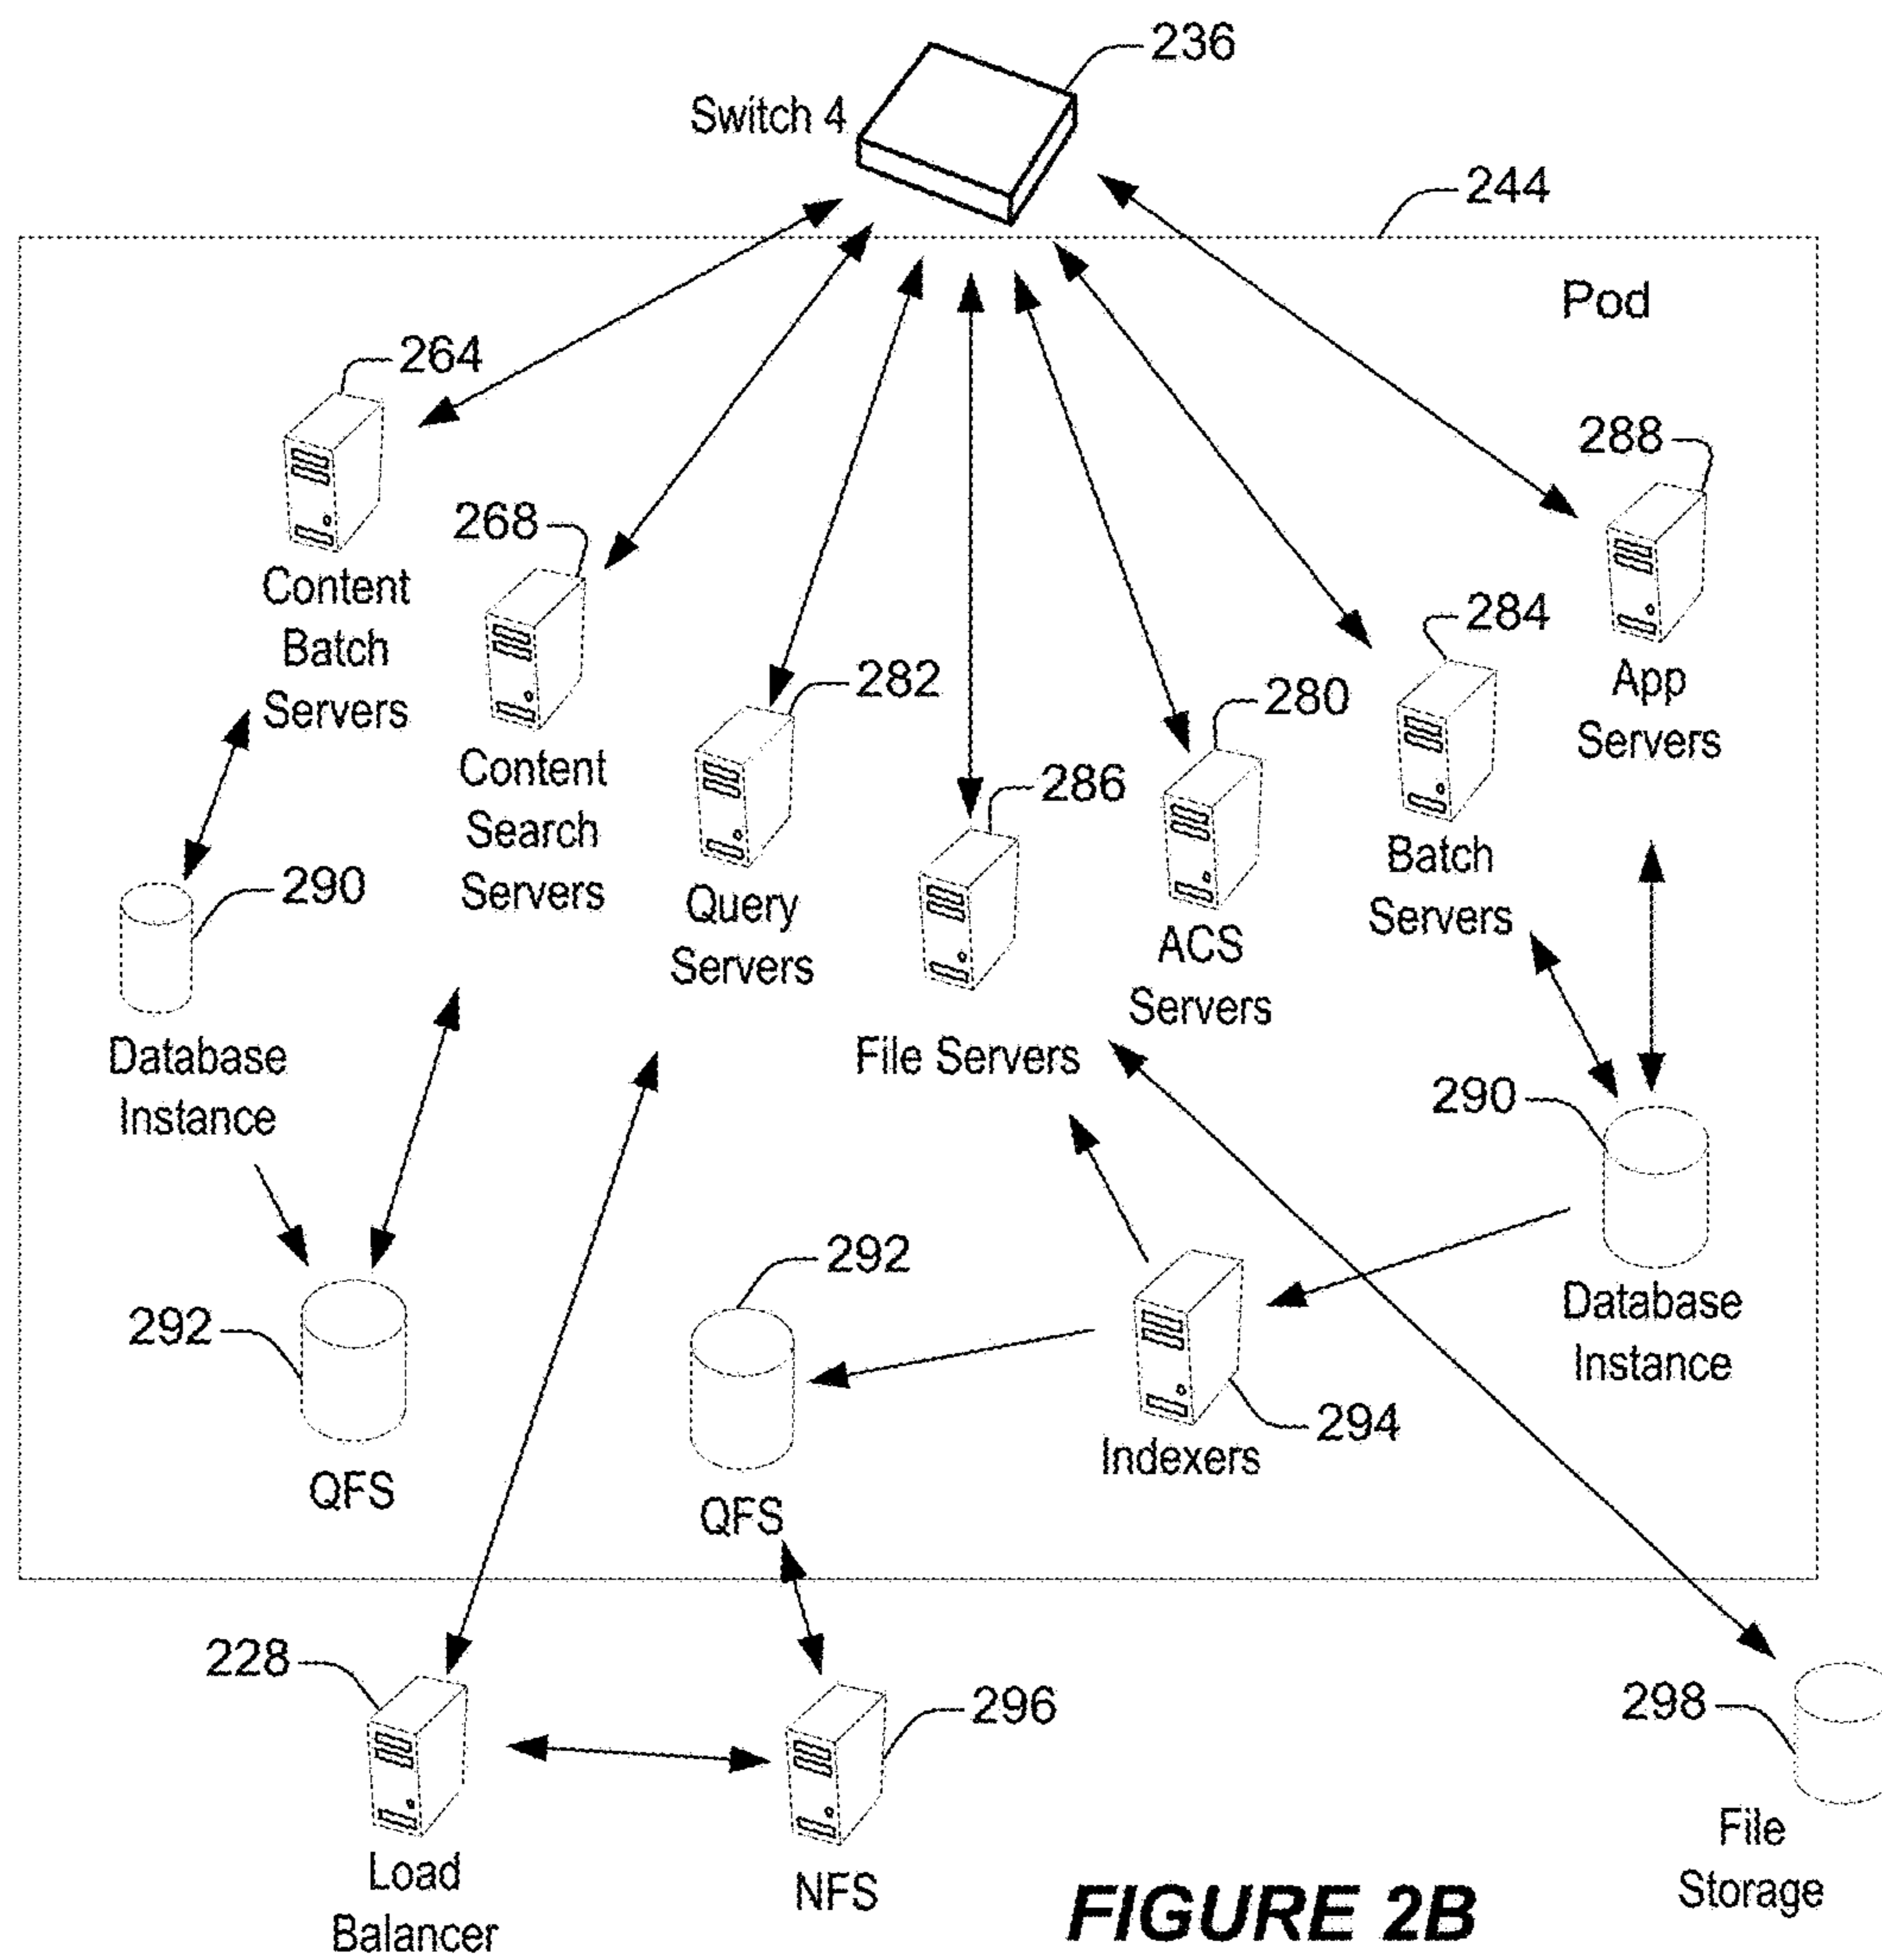 236
Switch 4
244
Pod
264
Content
Batch
Servers
268
Content
Search
Servers
282
Query
Servers
286
File Servers
280
ACS
Servers
284
Batch
Servers
288
App
Servers
290
Database
Instance
290
Database
Instance
292
QFS
292
QFS
294
Indexers
228
Load
Balancer
296
NFS
298
File
Storage
FIGURE 2B